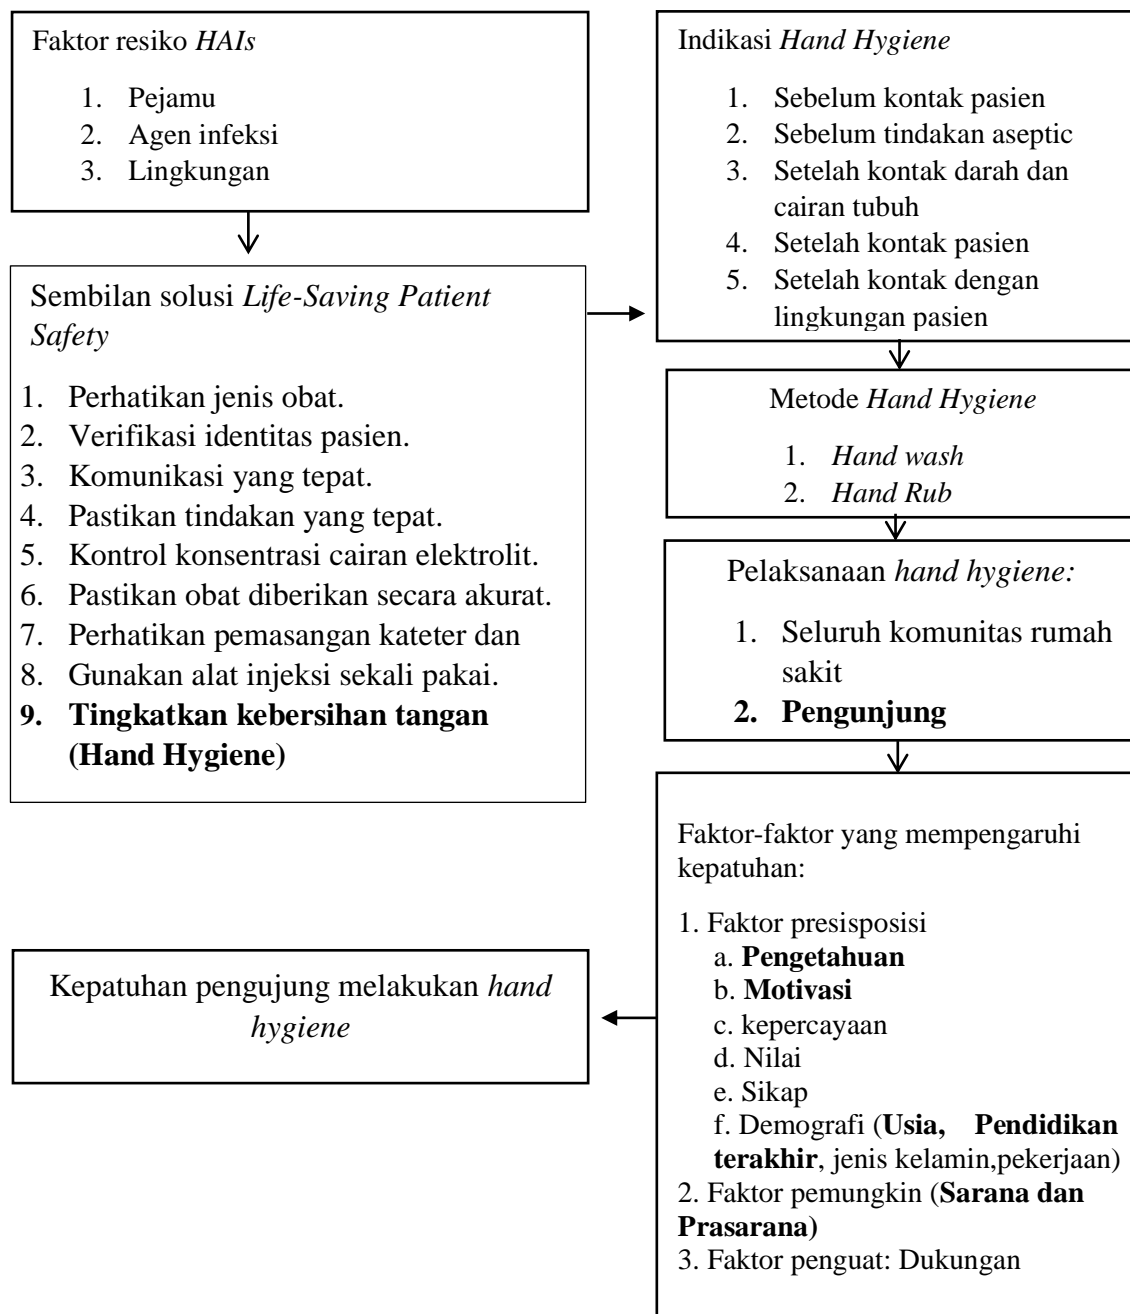 Faktor resiko HAIs
1. Pejamu
2. Agen infeksi
3. Lingkungan
Sembilan solusi Life-Saving Patient
Safety
1. Perhatikan jenis obat.
2. Verifikasi identitas pasien.
3. Komunikasi yang tepat.
4. Pastikan tindakan yang tepat.
5. Kontrol konsentrasi cairan elektrolit.
6. Pastikan obat diberikan secara akurat.
7. Perhatikan pemasangan kateter dan
8. Gunakan alat injeksi sekali pakai.
9. Tingkatkan kebersihan tangan
(Hand Hygiene)
Indikasi Hand Hygiene
1. Sebelum kontak pasien
2. Sebelum tindakan aseptic
3. Setelah kontak darah dan
cairan tubuh
4. Setelah kontak pasien
5. Setelah kontak dengan
lingkungan pasien
Metode Hand Hygiene
1. Hand wash
2. Hand Rub
Pelaksanaan hand hygiene:
1. Seluruh komunitas rumah
sakit
2. Pengunjung
Faktor-faktor yang mempengaruhi
kepatuhan:
1. Faktor presisposisi
a. Pengetahuan
b. Motivasi
c. kepercayaan
d. Nilai
e. Sikap
f. Demografi (Usia, Pendidikan
terakhir, jenis kelamin,pekerjaan)
2. Faktor pemungkin (Sarana dan
Prasarana)
3. Faktor penguat: Dukungan
Kepatuhan pengujung melakukan hand
hygiene